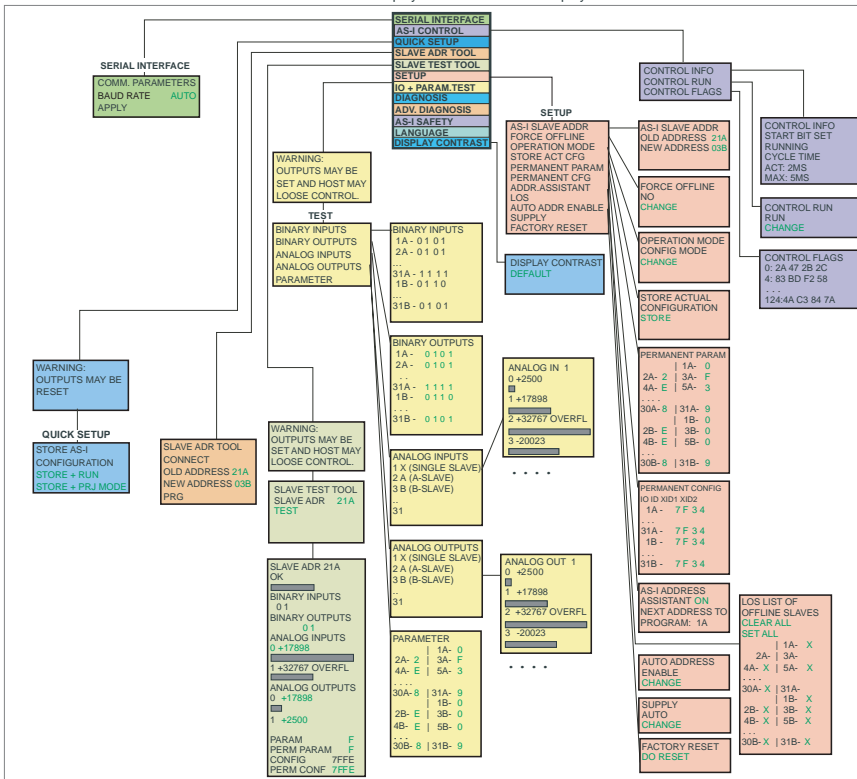 SERIAL INTERFACE
AS-I CONTROL
QUICK SETUP
SLAVE ADR TOOL
SLAVE TEST TOOL
SETUP
IO + PARAM.TEST
DIAGNOSIS
ADV. DIAGNOSIS
AS-I SAFETY
LANGUAGE
DISPLAY CONTRAST
SERIAL INTERFACE
COMM. PARAMETERS
BAUD RATE AUTO
APPLY
WARNING:
OUTPUTS MAY BE
RESET
QUICK SETUP
STORE AS-I
CONFIGURATION
STORE + RUN
STORE + PRJ MODE
SLAVE ADR TOOL
CONNECT
OLD ADDRESS 21A
NEW ADDRESS 03B
PRG
WARNING:
OUTPUTS MAY BE
SET AND HOST MAY
LOOSE CONTROL.
SLAVE TEST TOOL
SLAVE ADR 21A
TEST
SLAVE ADR 21A
OK
BINARY INPUTS
0 1
BINARY OUTPUTS
0 1
ANALOG INPUTS
0 +17898
1 +32767 OVERFL
ANALOG OUTPUTS
0 +17898
1 +2500
PARAM F
PERM PARAM F
CONFIG 7FFE
PERM CONF 7FFE
WARNING:
OUTPUTS MAY BE
SET AND HOST MAY
LOOSE CONTROL.
TEST
BINARY INPUTS
BINARY OUTPUTS
ANALOG INPUTS
ANALOG OUTPUTS
PARAMETER
BINARY INPUTS
1A - 0 1 0 1
2A - 0 1 0 1
...
31A - 1 1 1 1
1B - 0 1 1 0
...
31B - 0 1 0 1
BINARY OUTPUTS
1A - 0 1 0 1
2A - 0 1 0 1
...
31A - 1 1 1 1
1B - 0 1 1 0
...
31B - 0 1 0 1
ANALOG INPUTS
1 X (SINGLE SLAVE)
2 A (A-SLAVE)
3 B (B-SLAVE)
..
31
ANALOG OUTPUTS
1 X (SINGLE SLAVE)
2 A (A-SLAVE)
3 B (B-SLAVE)
..
31
PARAMETER
| 1A- 0
2A- 2 | 3A- F
4A- E | 5A- 3
. . . .
30A- 8 | 31A- 9
| 1B- 0
2B- E | 3B- 0
4B- E | 5B- 0
. . .
30B- 8 | 31B- 9
ANALOG IN 1
0 +2500
1 +17898
2 +32767 OVERFL
3 -20023
. . . .
ANALOG OUT 1
0 +2500
1 +17898
2 +32767 OVERFL
3 -20023
. . . .
DISPLAY CONTRAST
DEFAULT
SETUP
AS-I SLAVE ADDR
FORCE OFFLINE
OPERATION MODE
STORE ACT CFG
PERMANENT PARAM
PERMANENT CFG
ADDR.ASSISTANT
LOS
AUTO ADDR ENABLE
SUPPLY
FACTORY RESET
AS-I SLAVE ADDR
OLD ADDRESS 21A
NEW ADDRESS 03B
FORCE OFFLINE
NO
CHANGE
OPERATION MODE
CONFIG MODE
CHANGE
STORE ACTUAL
CONFIGURATION
STORE
PERMANENT PARAM
| 1A- 0
2A- 2 | 3A- F
4A- E | 5A- 3
. . . .
30A- 8 | 31A- 9
| 1B- 0
2B- E | 3B- 0
4B- E | 5B- 0
. . . .
30B- 8 | 31B- 9
PERMANENT CONFIG
IO ID XID1 XID2
1A - 7 F 3 4
...
31A - 7 F 3 4
1B - 7 F 3 4
...
31B - 7 F 3 4
AS-I ADDRESS
ASSISTANT ON
NEXT ADDRESS TO
PROGRAM: 1A
AUTO ADDRESS
ENABLE
CHANGE
SUPPLY
AUTO
CHANGE
FACTORY RESET
DO RESET
LOS LIST OF
OFFLINE SLAVES
CLEAR ALL
SET ALL
| 1A- X
2A- | 3A-
4A- X | 5A- X
. . . .
30A- X | 31A-
| 1B- X
2B- X | 3B- X
4B- X | 5B- X
. . .
30B- X | 31B- X
CONTROL INFO
CONTROL RUN
CONTROL FLAGS
CONTROL INFO
START BIT SET
RUNNING
CYCLE TIME
ACT: 2MS
MAX: 5MS
CONTROL RUN
RUN
CHANGE
CONTROL FLAGS
0: 2A 47 2B 2C
4: 83 BD F2 58
. . .
124:4A C3 84 7A